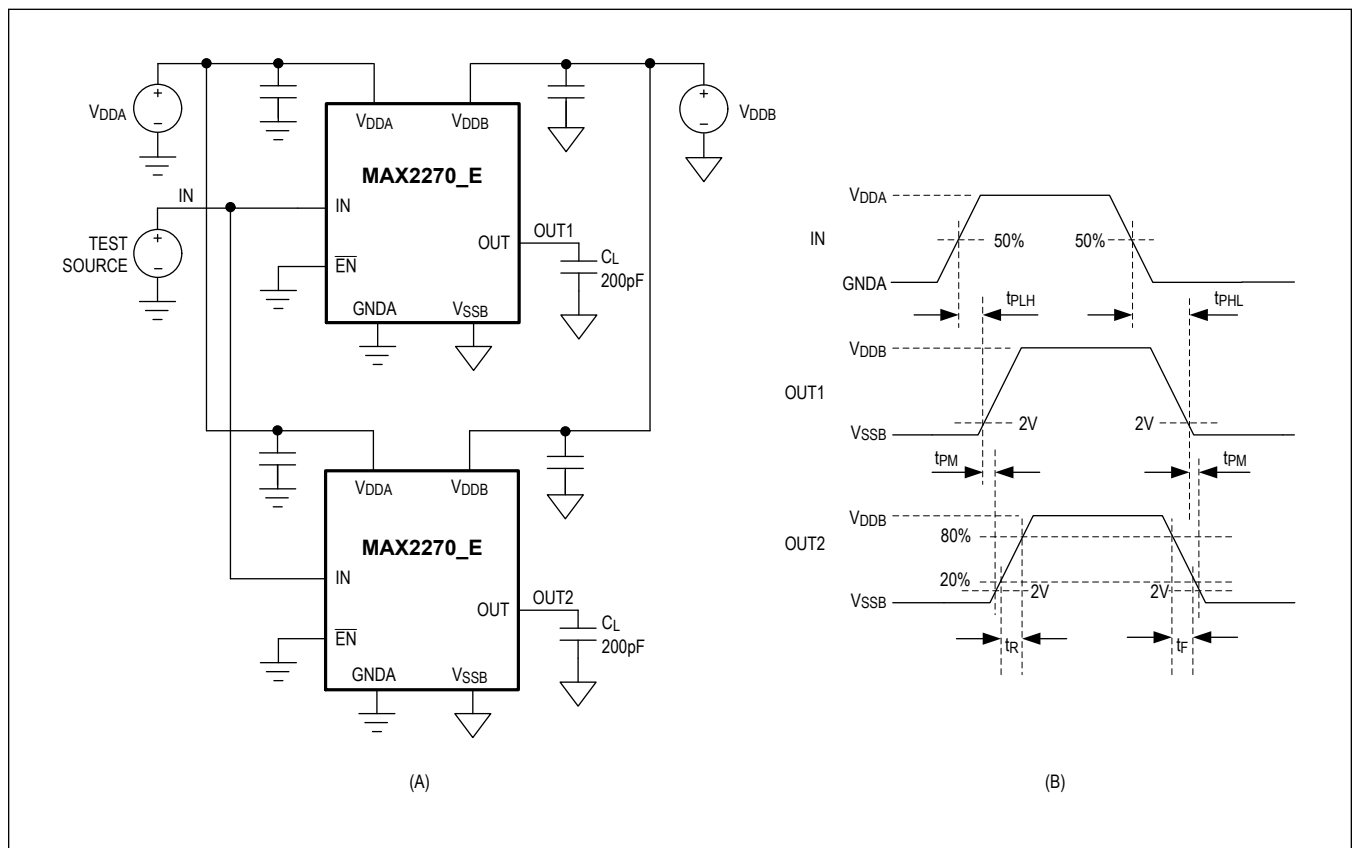 VDDA
VDDB
VDDA
VDDB
MAX2270_E
IN
IN
TEST
SOURCE
OUT
OUT1
CL
200pF
EN
GNDA
VSSB
VDDA
VDDB
MAX2270_E
IN
OUT
OUT2
CL
200pF
EN
GNDA
VSSB
(A)
VDDA
IN
50%
50%
GNDA
tPLH
tPHL
VDDB
OUT1
2V
2V
VSSB
tPM
tPM
VDDB
80%
OUT2
20%
2V
2V
VSSB
tR
tF
(B)